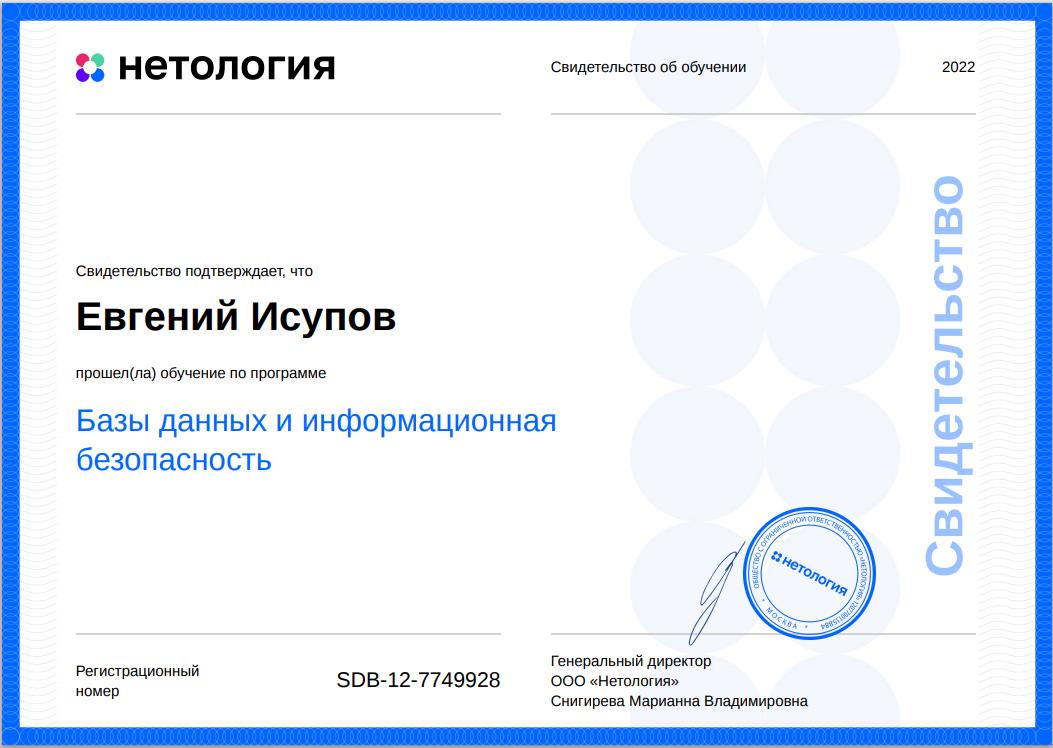 нетология
Свидетельство об обучении
2022
Свидетельство подтверждает, что
Евгений Исупов
прошел(ла) обучение по программе
Базы данных и информационная
безопасность
Свидетельство
ОБЩЕСТВО С ОГРАНИЧЕННОЙ ОТВЕТСТВЕННОСТЬЮ «НЕТОЛОГИЯ»
* МОСКВА *
нетология
Регистрационный
номер
SDB-12-7749928
Генеральный директор
ООО «Нетология»
Снигирева Марианна Владимировна